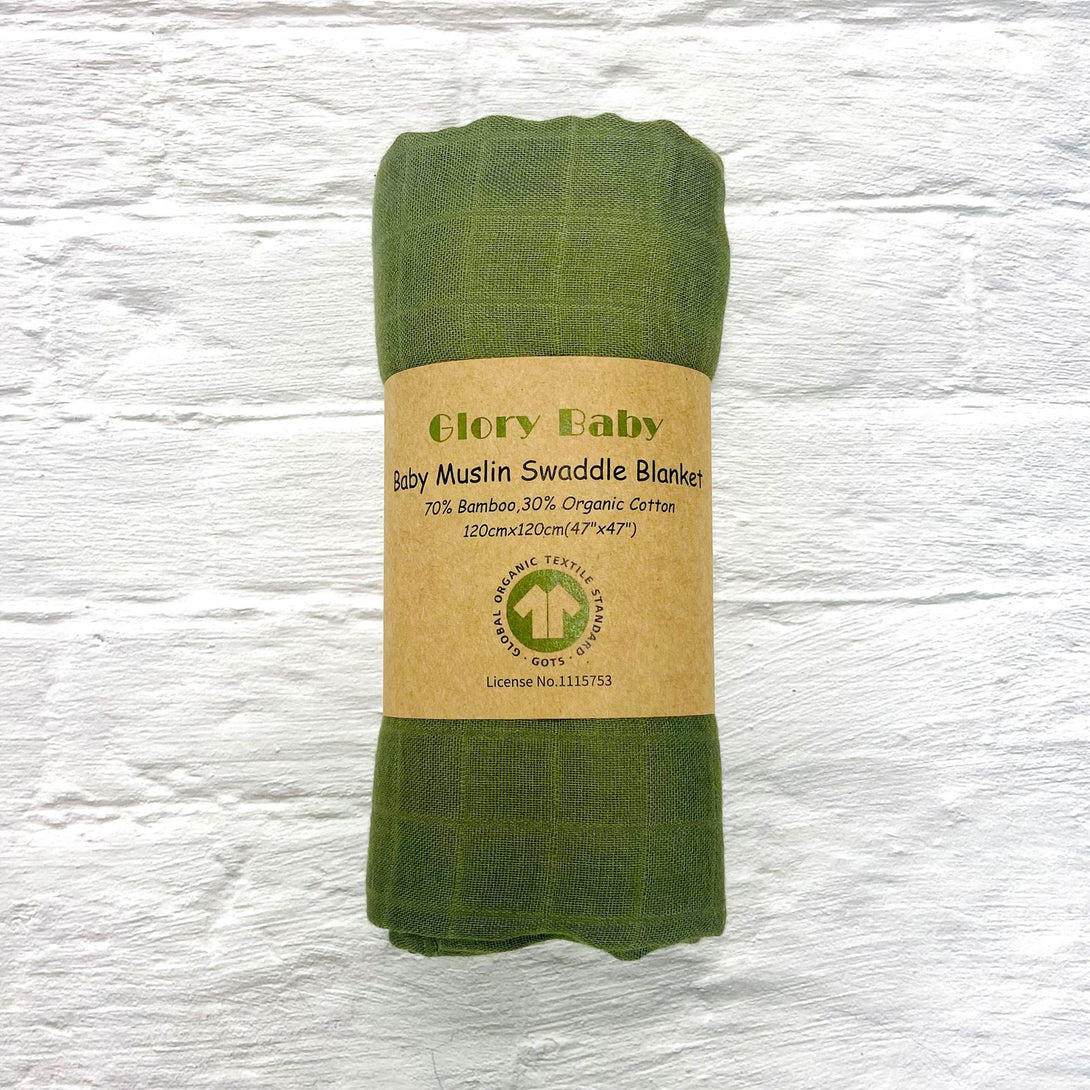 Glory Baby
Baby Muslin Swaddle Blanket
70% Bamboo,30% Organic Cotton
120cmx120cm(47"x47")
GLOBAL ORGANIC TEXTILE STANDARD
· GOTS ·
License No.1115753